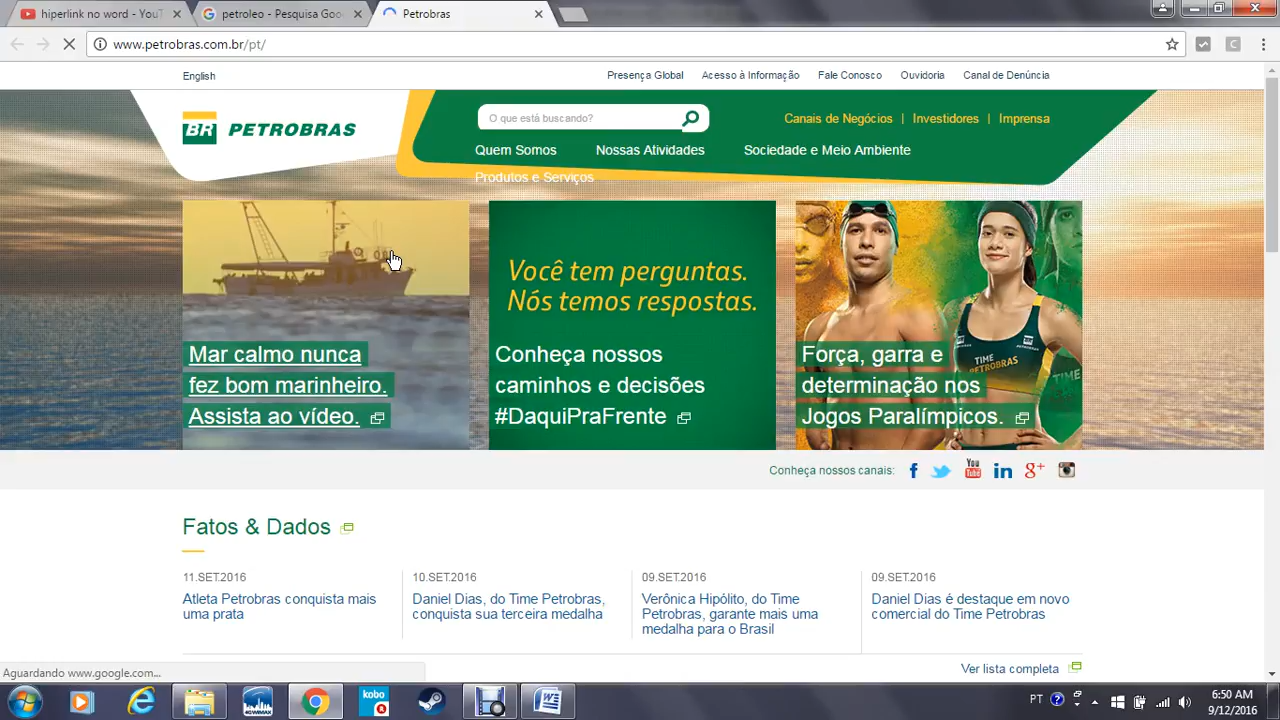 hiperlink no word - YouT
petroleo - Pesquisa Goo
Petrobras
www.petrobras.com.br/pt/
English
Presença Global
Acesso à Informação
Fale Conosco
Ouvidoria
Canal de Denúncia
BR PETROBRAS
O que está buscando?
Canais de Negócios | Investidores | Imprensa
Quem Somos
Nossas Atividades
Sociedade e Meio Ambiente
Produtos e Serviços
Mar calmo nunca
fez bom marinheiro.
Assista ao vídeo.
Você tem perguntas.
Nós temos respostas.
Conheça nossos
caminhos e decisões
#DaquiPraFrente
TIME
PETROBRAS
Força, garra e
determinação nos
Jogos Paralímpicos.
Conheça nossos canais:
f
You
Tube
in
g+
Fatos & Dados
11.SET.2016
Atleta Petrobras conquista mais
uma prata
10.SET.2016
Daniel Dias, do Time Petrobras,
conquista sua terceira medalha
09.SET.2016
Verônica Hipólito, do Time
Petrobras, garante mais uma
medalha para o Brasil
09.SET.2016
Daniel Dias é destaque em novo
comercial do Time Petrobras
Ver lista completa
Aguardando www.google.com...
kobo
PT
6:50 AM
9/12/2016